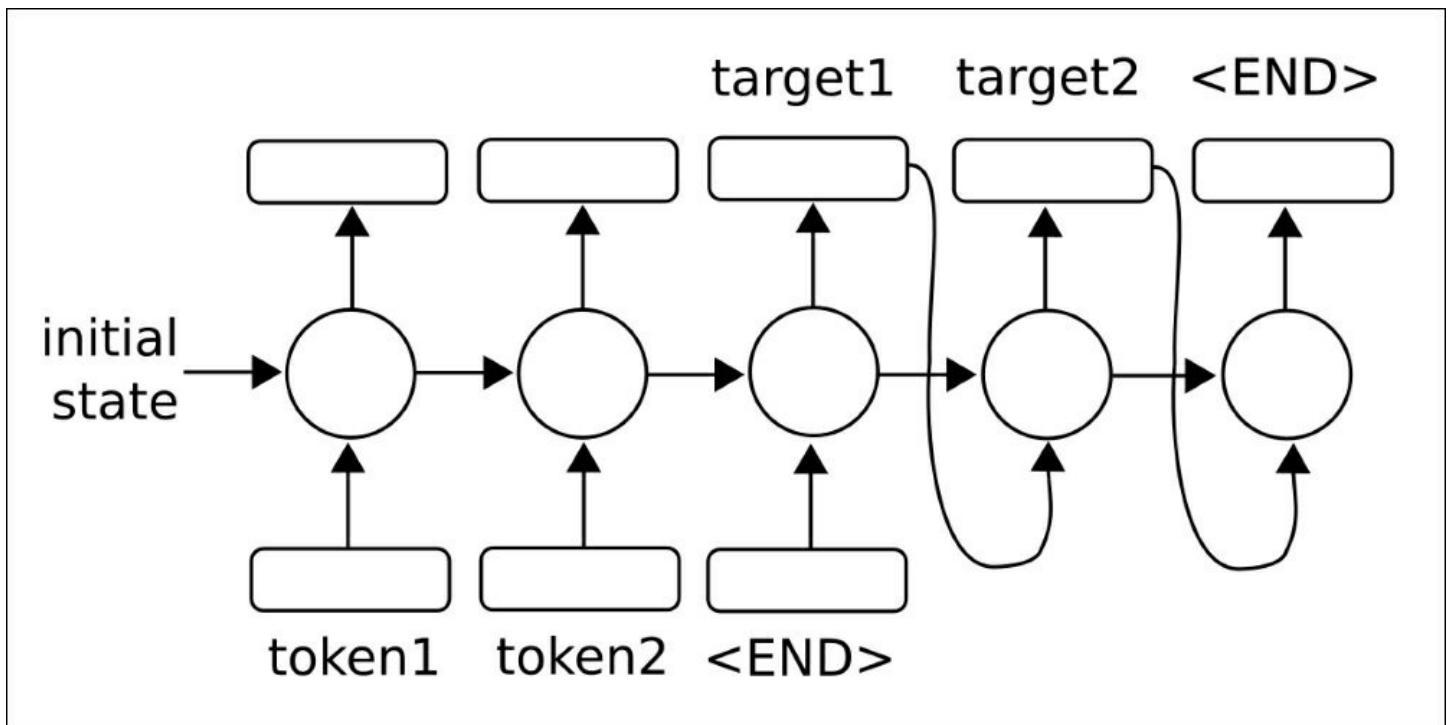 target1 target2 <END>
initial
state
token1 token2 <END>